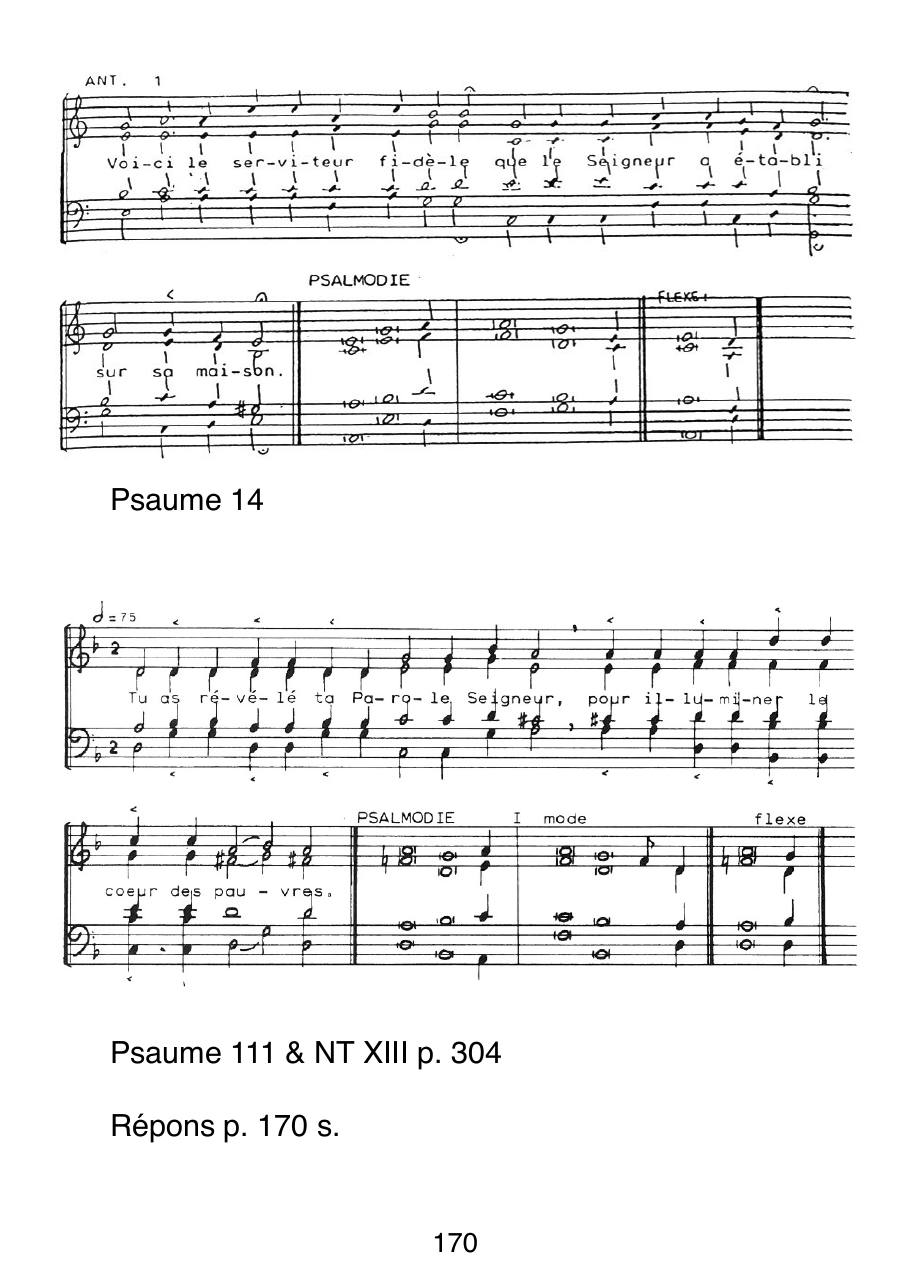 ANT. 1
Voi-ci le ser-vi-teur fi-dè-le que le Seigneur a é-ta-bli
PSALMODIE
FLEXE:
sur sa mai-son.
Psaume 14
= 75
2
Tu as ré-vé-lé ta Pa-ro-le Seigneur, pour il-lu-mi-ner le
2
PSALMODIE I mode flexe
coeur des pau - vres.
Psaume 111 & NT XIII p. 304
Répons p. 170 s.
170